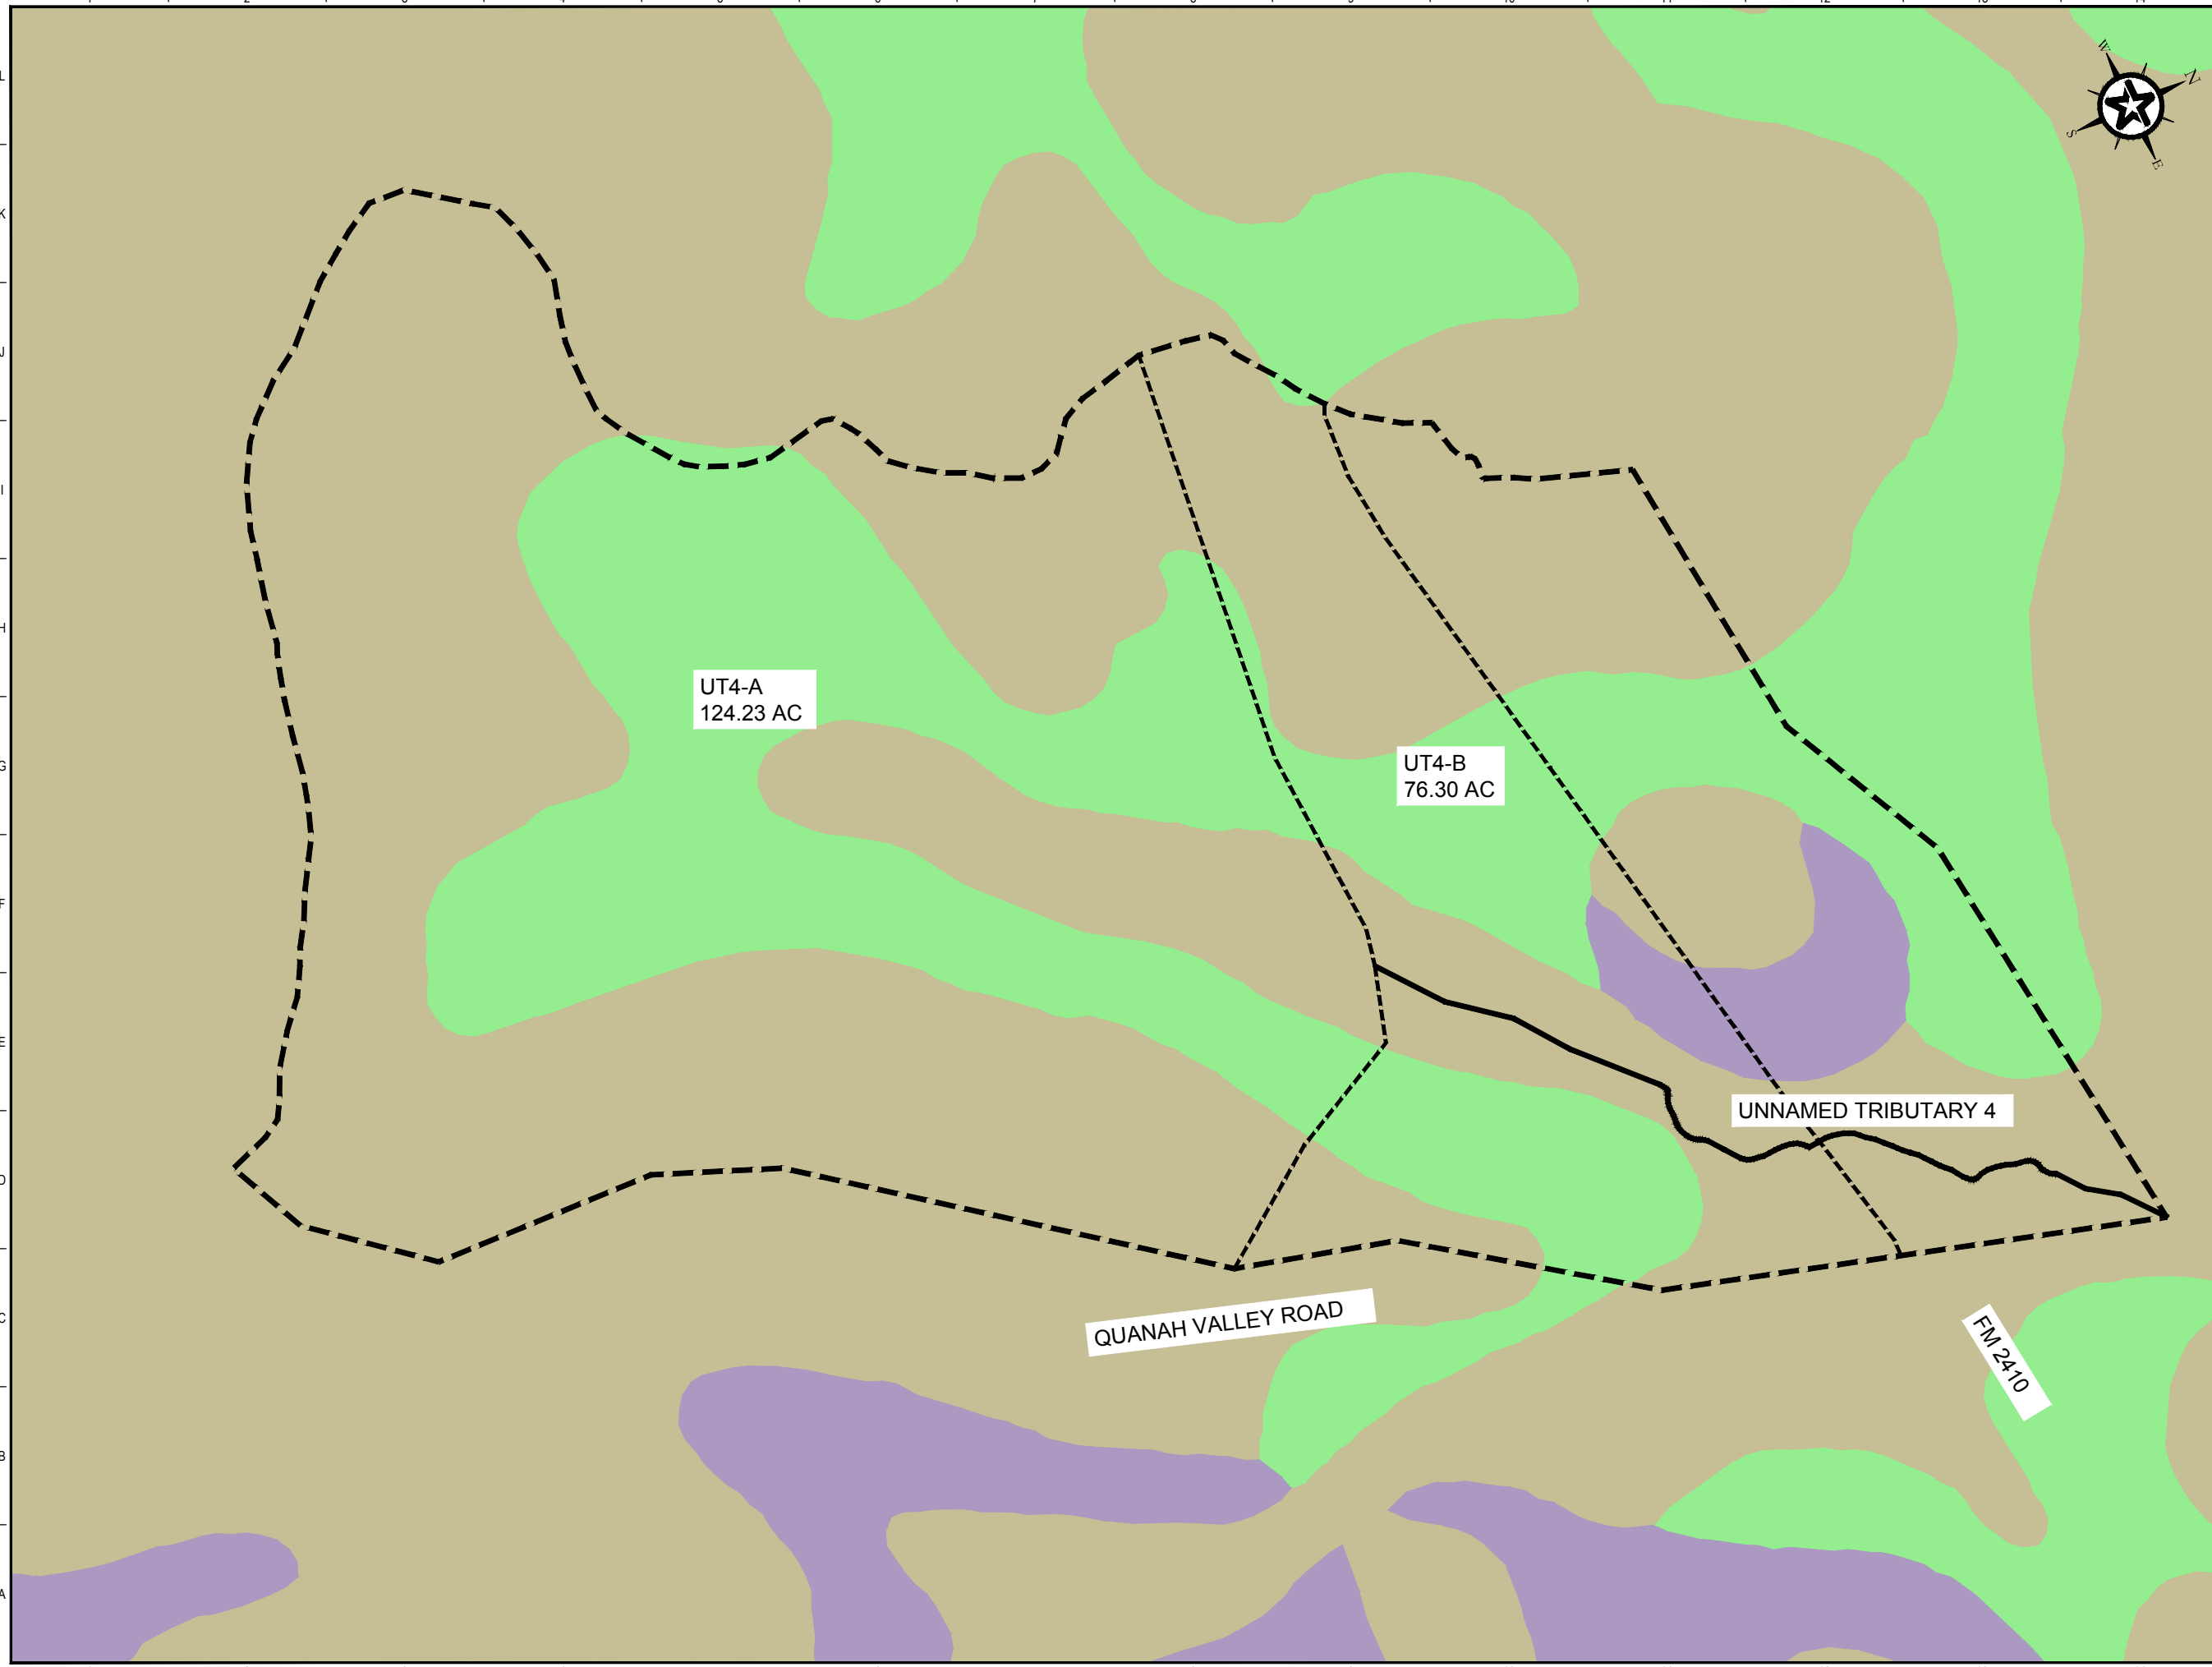 W
N
S
E
L
K
J
I
H
G
F
E
D
C
B
A
UT4-A
124.23 AC
UT4-B
76.30 AC
UNNAMED TRIBUTARY 4
QUANAH VALLEY ROAD
FM 2410